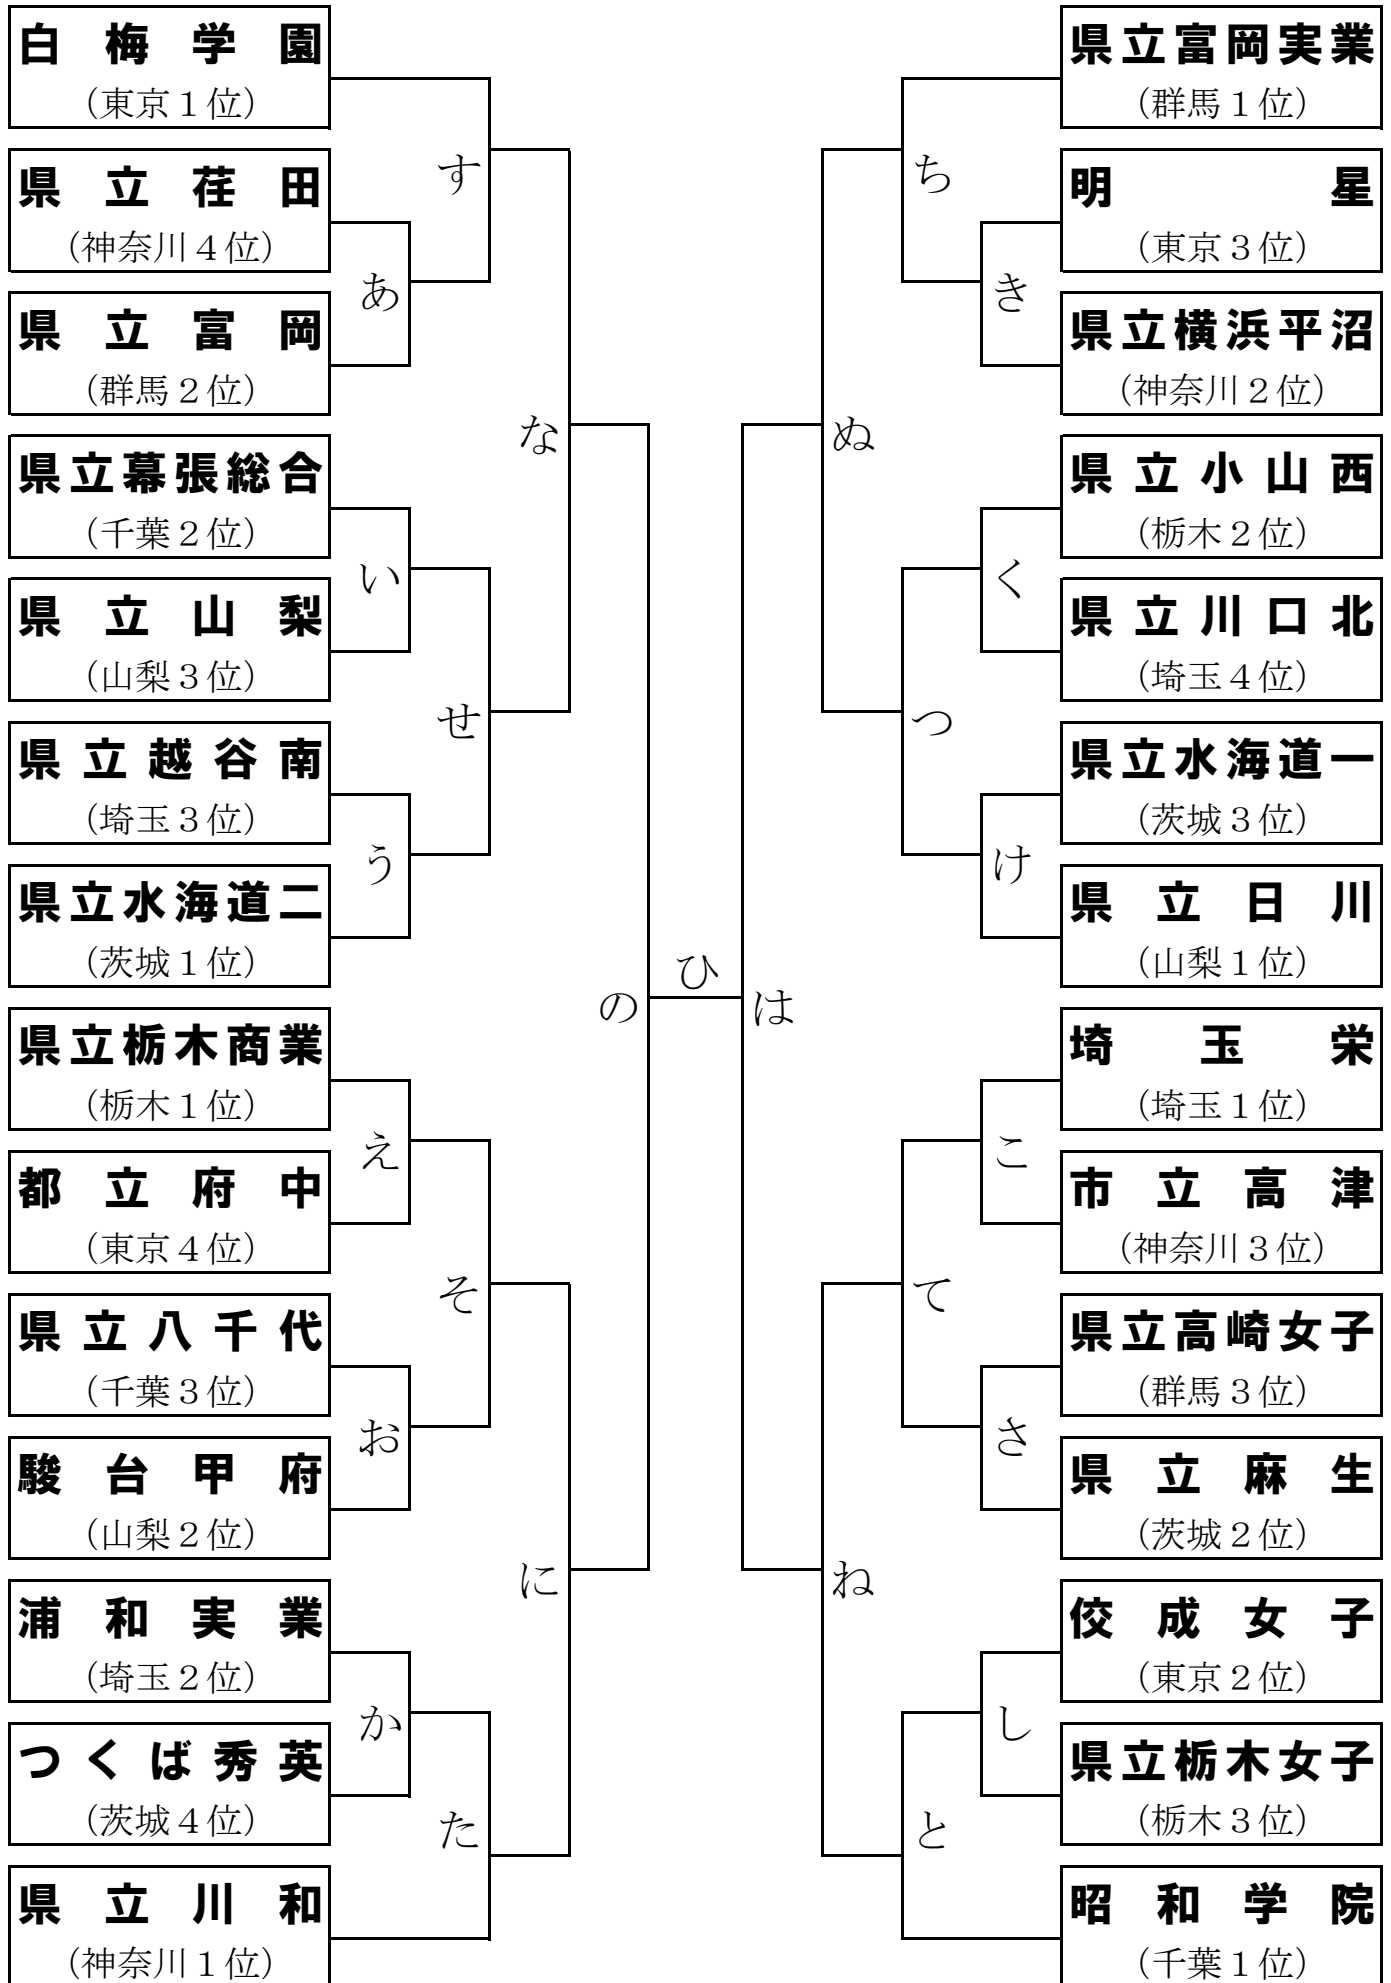 白梅学園
(東京１位)
県立荏田
(神奈川４位)
県立富岡
(群馬２位)
県立幕張総合
(千葉２位)
県立山梨
(山梨３位)
県立越谷南
(埼玉３位)
県立水海道二
(茨城１位)
県立栃木商業
(栃木１位)
都立府中
(東京４位)
県立八千代
(千葉３位)
駿台甲府
(山梨２位)
浦和実業
(埼玉２位)
つくば秀英
(茨城４位)
県立川和
(神奈川１位)
す
あ
な
い
せ
う
の
ひ
は
え
そ
お
に
か
た
ち
き
ぬ
く
つ
け
こ
て
さ
ね
し
と
県立富岡実業
(群馬１位)
明星
(東京３位)
県立横浜平沼
(神奈川２位)
県立小山西
(栃木２位)
県立川口北
(埼玉４位)
県立水海道一
(茨城３位)
県立日川
(山梨１位)
埼玉栄
(埼玉１位)
市立高津
(神奈川３位)
県立高崎女子
(群馬３位)
県立麻生
(茨城２位)
佼成女子
(東京２位)
県立栃木女子
(栃木３位)
昭和学院
(千葉１位)